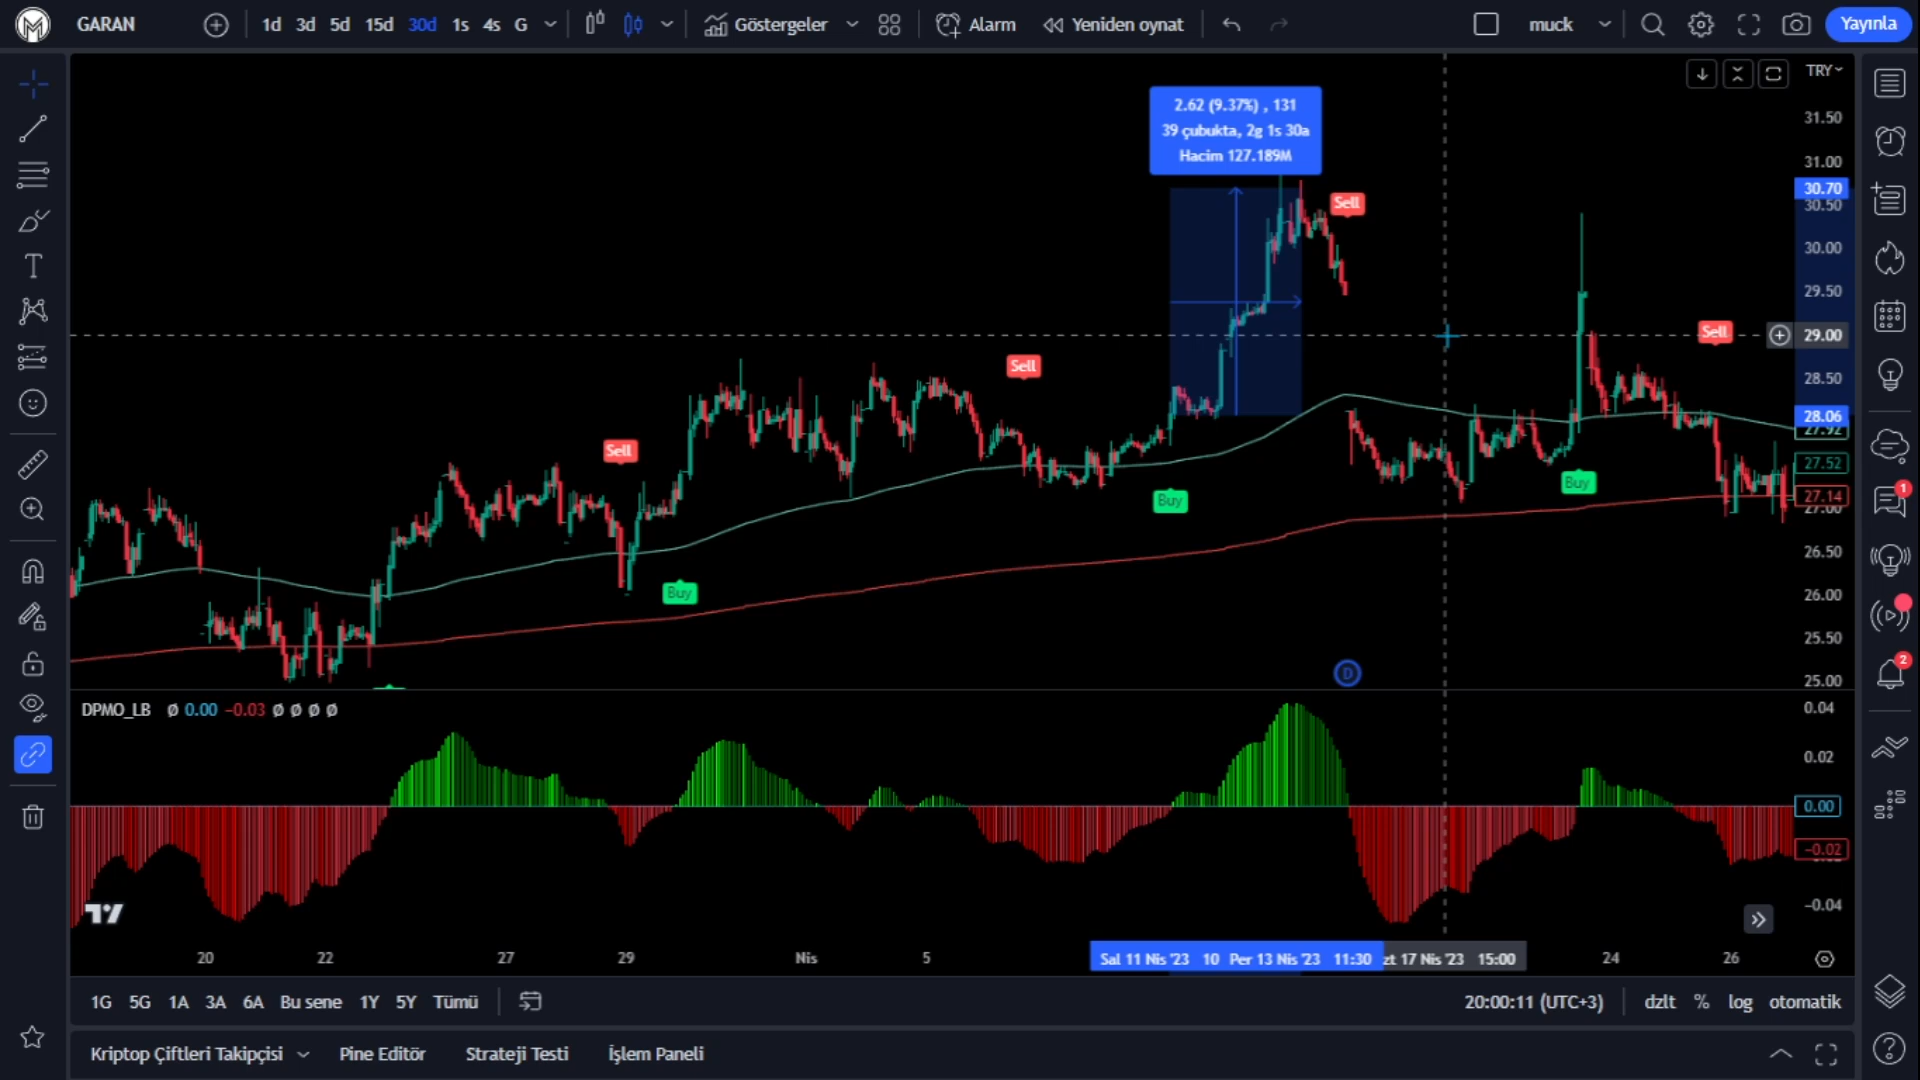 GARAN 1d 3d 5d 15d 30d 1s 4s G Göstergeler Alarm Yeniden oynat muck Yayınla
TRY
2.62 (9.37%) , 131
39 çubukta, 2g 1s 30a
Hacim 127.189M
31.50
31.00
30.70
30.50
30.00
29.50
29.00
28.50
28.06
27.92
27.52
27.14
27.00
26.50
26.00
25.50
25.00
Sell
Sell
Sell
Sell
Buy
Buy
Buy
D
DPMO_LB Ø 0.00 −0.03 Ø Ø Ø Ø
0.04
0.02
0.00
−0.02
−0.04
20 22 27 29 Nis 5 Sal 11 Nis '23 10 Per 13 Nis '23 11:30 zt 17 Nis '23 15:00 24 26
1G 5G 1A 3A 6A Bu sene 1Y 5Y Tümü 20:00:11 (UTC+3) dzlt % log otomatik
Kriptop Çiftleri Takipçisi Pine Editör Strateji Testi İşlem Paneli
1
2